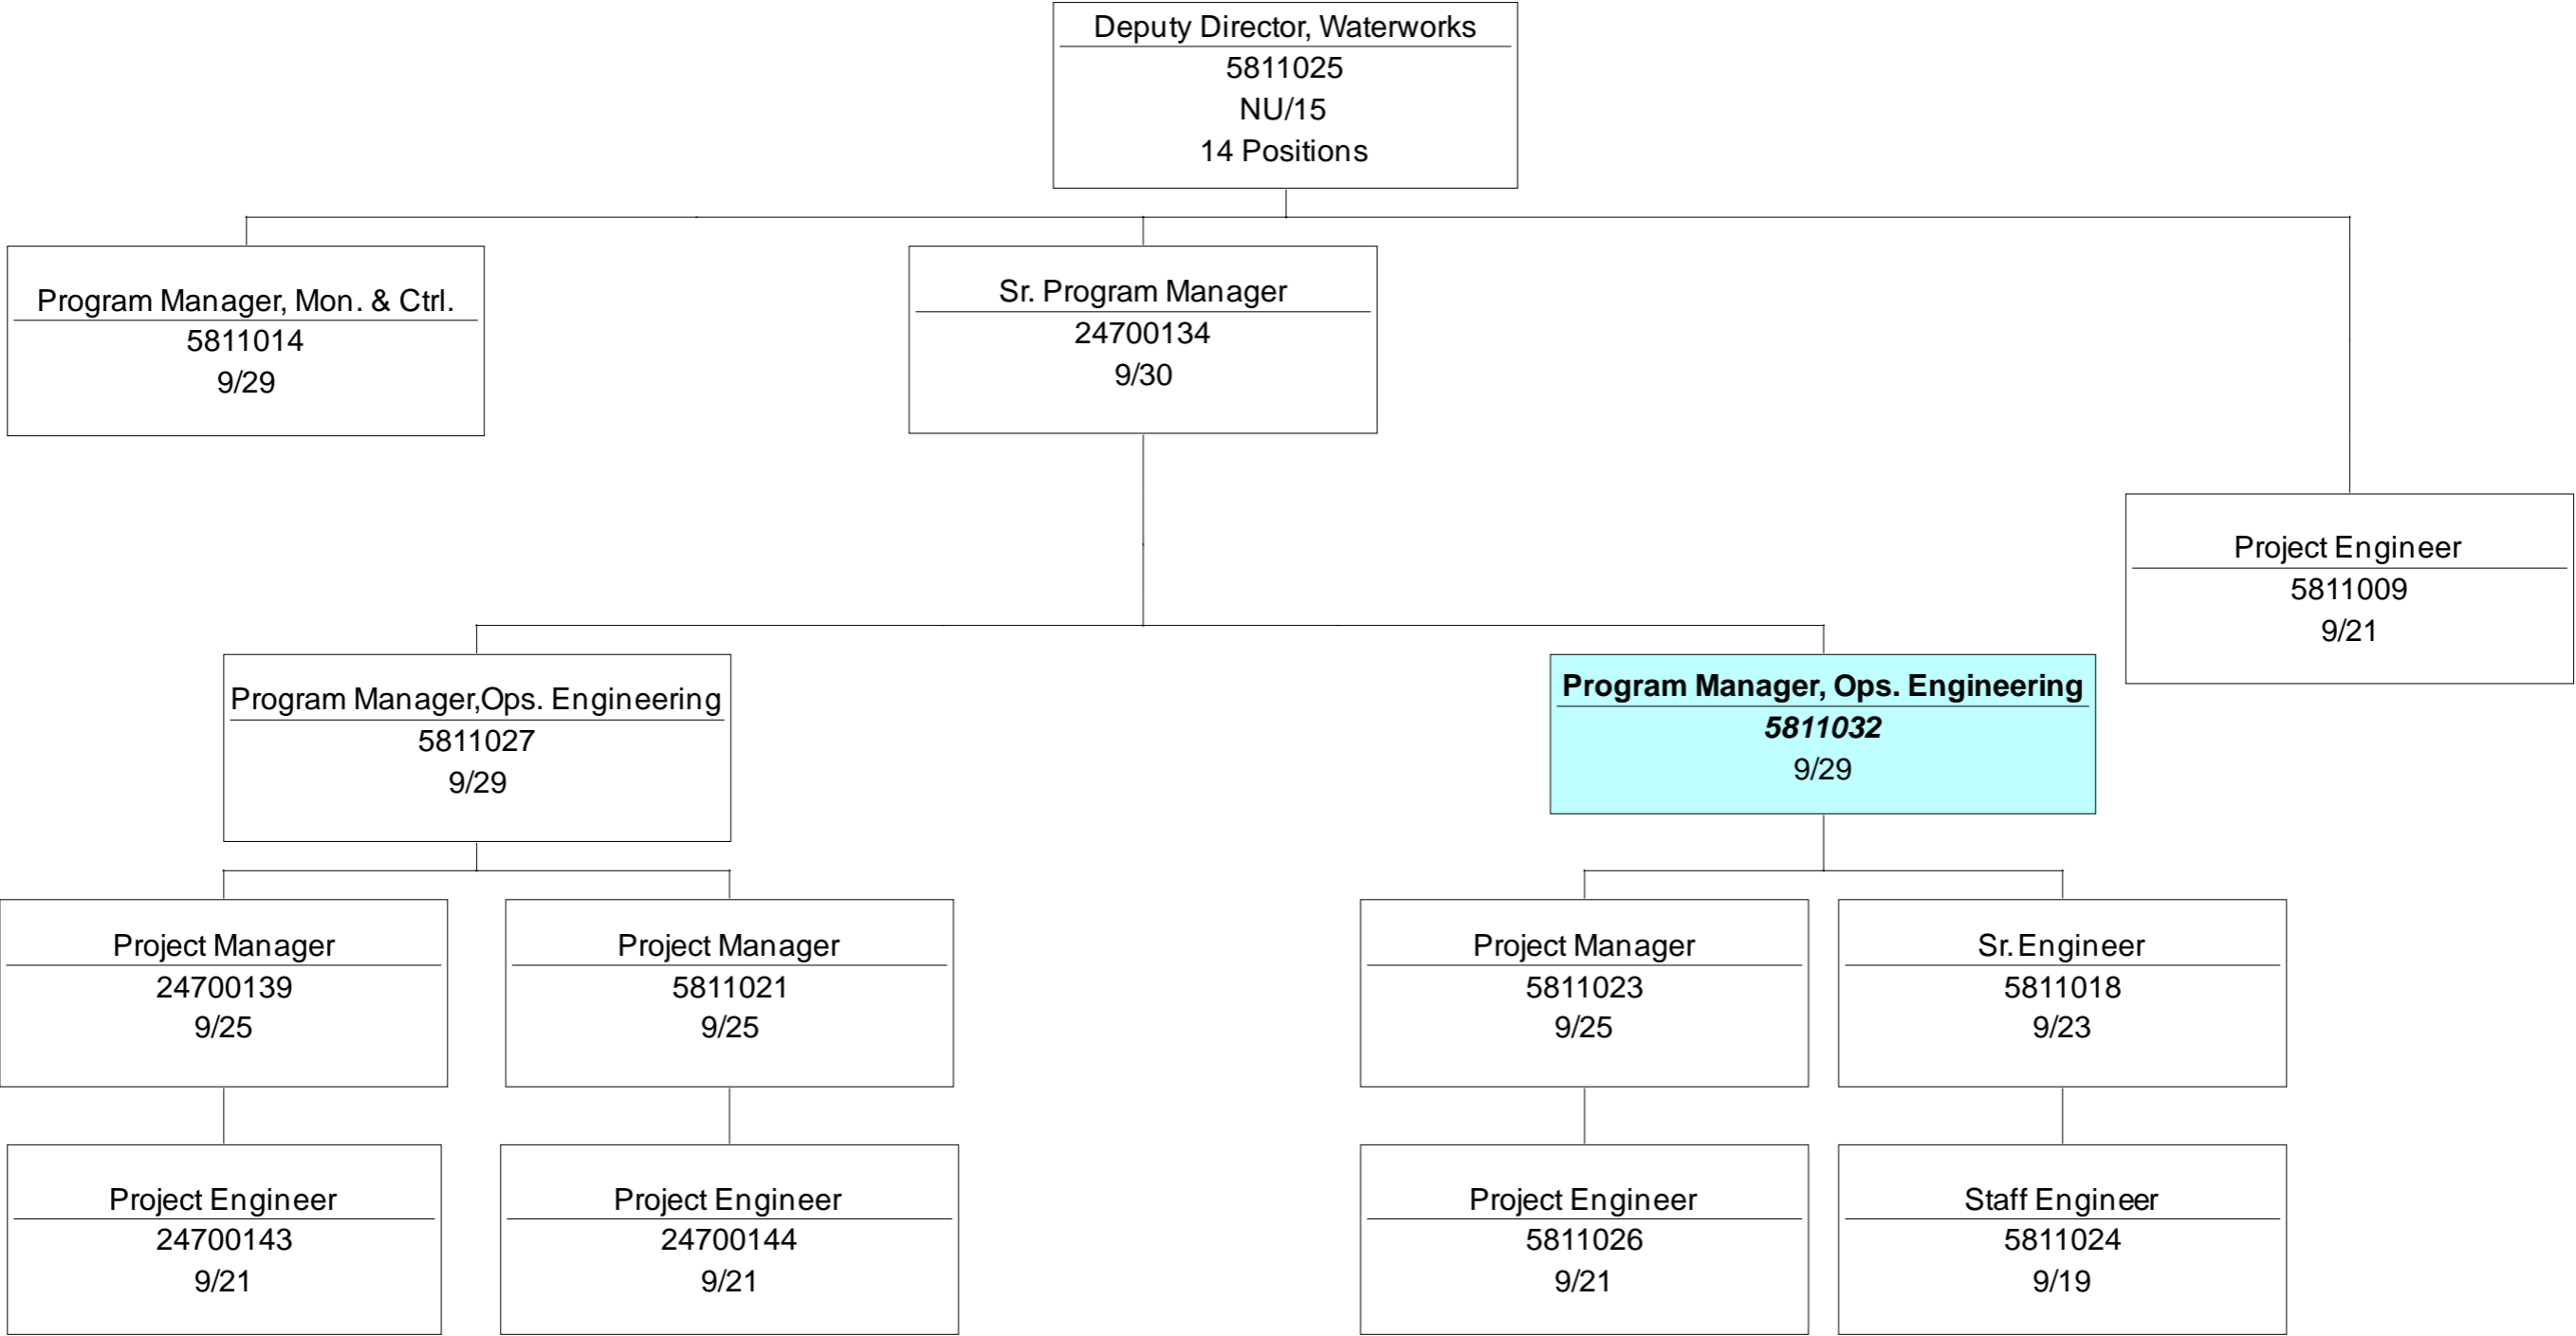 Deputy Director, Waterworks
5811025
NU/15
14 Positions
Program Manager, Mon. & Ctrl.
5811014
9/29
Sr. Program Manager
24700134
9/30
Project Engineer
5811009
9/21
Program Manager,Ops. Engineering
5811027
9/29
Program Manager, Ops. Engineering
5811032
9/29
Project Manager
24700139
9/25
Project Manager
5811021
9/25
Project Manager
5811023
9/25
Sr. Engineer
5811018
9/23
Project Engineer
24700143
9/21
Project Engineer
24700144
9/21
Project Engineer
5811026
9/21
Staff Engineer
5811024
9/19